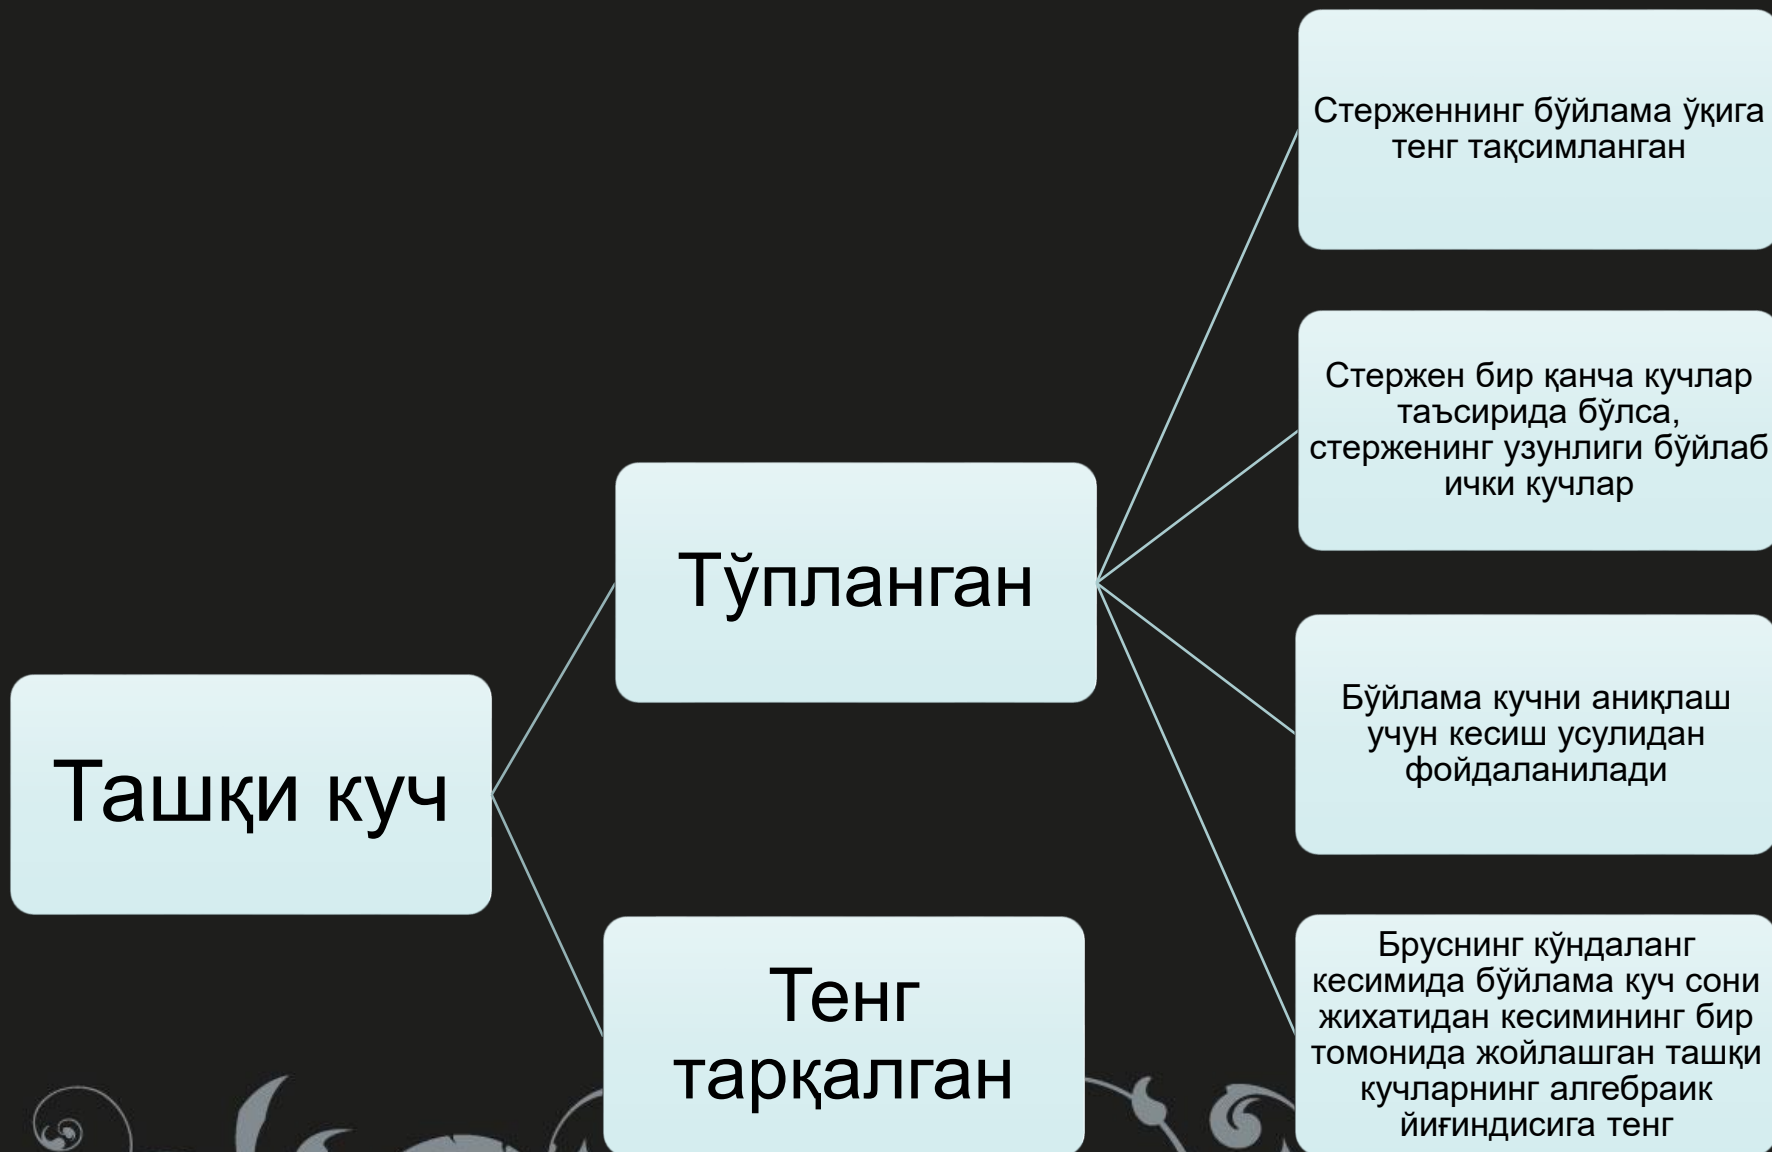 Ташқи куч
Тўпланган
Тенг
тарқалган
Стерженнинг бўйлама ўқига
тенг тақсимланган
Стержен бир қанча кучлар
таъсирида бўлса,
стерженинг узунлиги бўйлаб
ички кучлар
Бўйлама кучни аниқлаш
учун кесиш усулидан
фойдаланилади
Бруснинг кўндаланг
кесимида бўйлама куч сони
жихатидан кесимининг бир
томонида жойлашган ташқи
кучларнинг алгебраик
йиғиндисига тенг